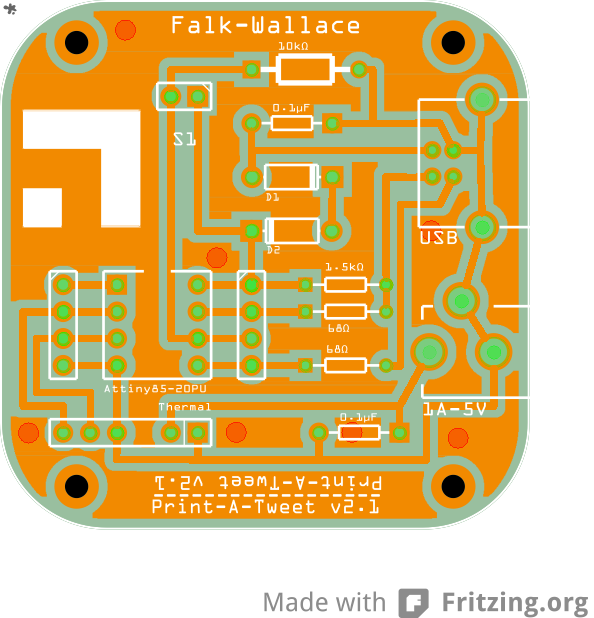 *
Falk-Wallace
10kΩ
0.1µF
S1
D1
USB
D2
1.5kΩ
68Ω
68Ω
Attiny85-20PU
Thermal
1A-5V
0.1µF
Print-A-Tweet v2.1
Print-A-Tweet v2.1
Made with Fritzing.org